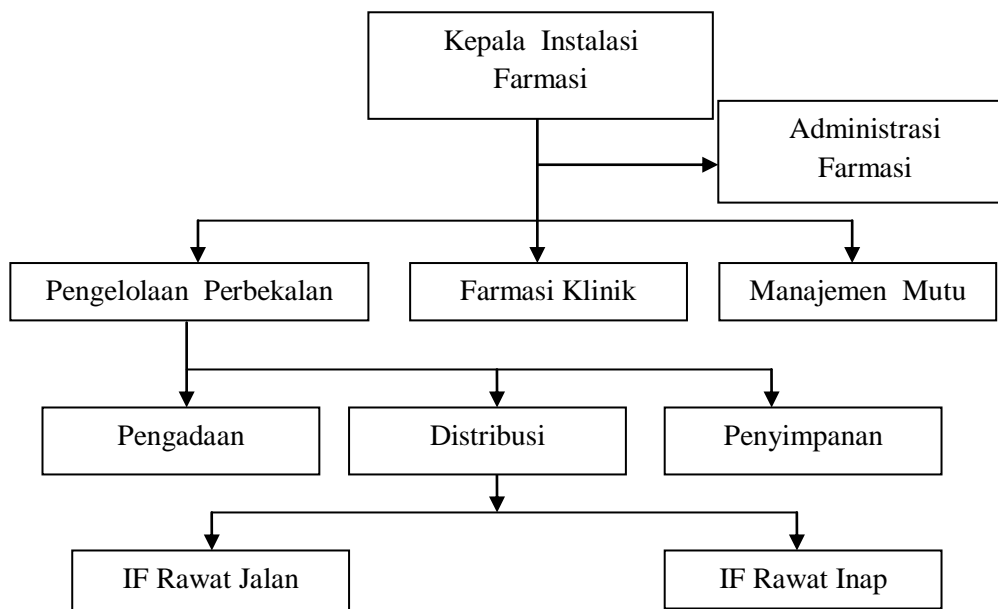 Kepala Instalasi
Farmasi
Administrasi
Farmasi
Pengelolaan Perbekalan
Farmasi Klinik
Manajemen Mutu
Pengadaan
Distribusi
Penyimpanan
IF Rawat Jalan
IF Rawat Inap